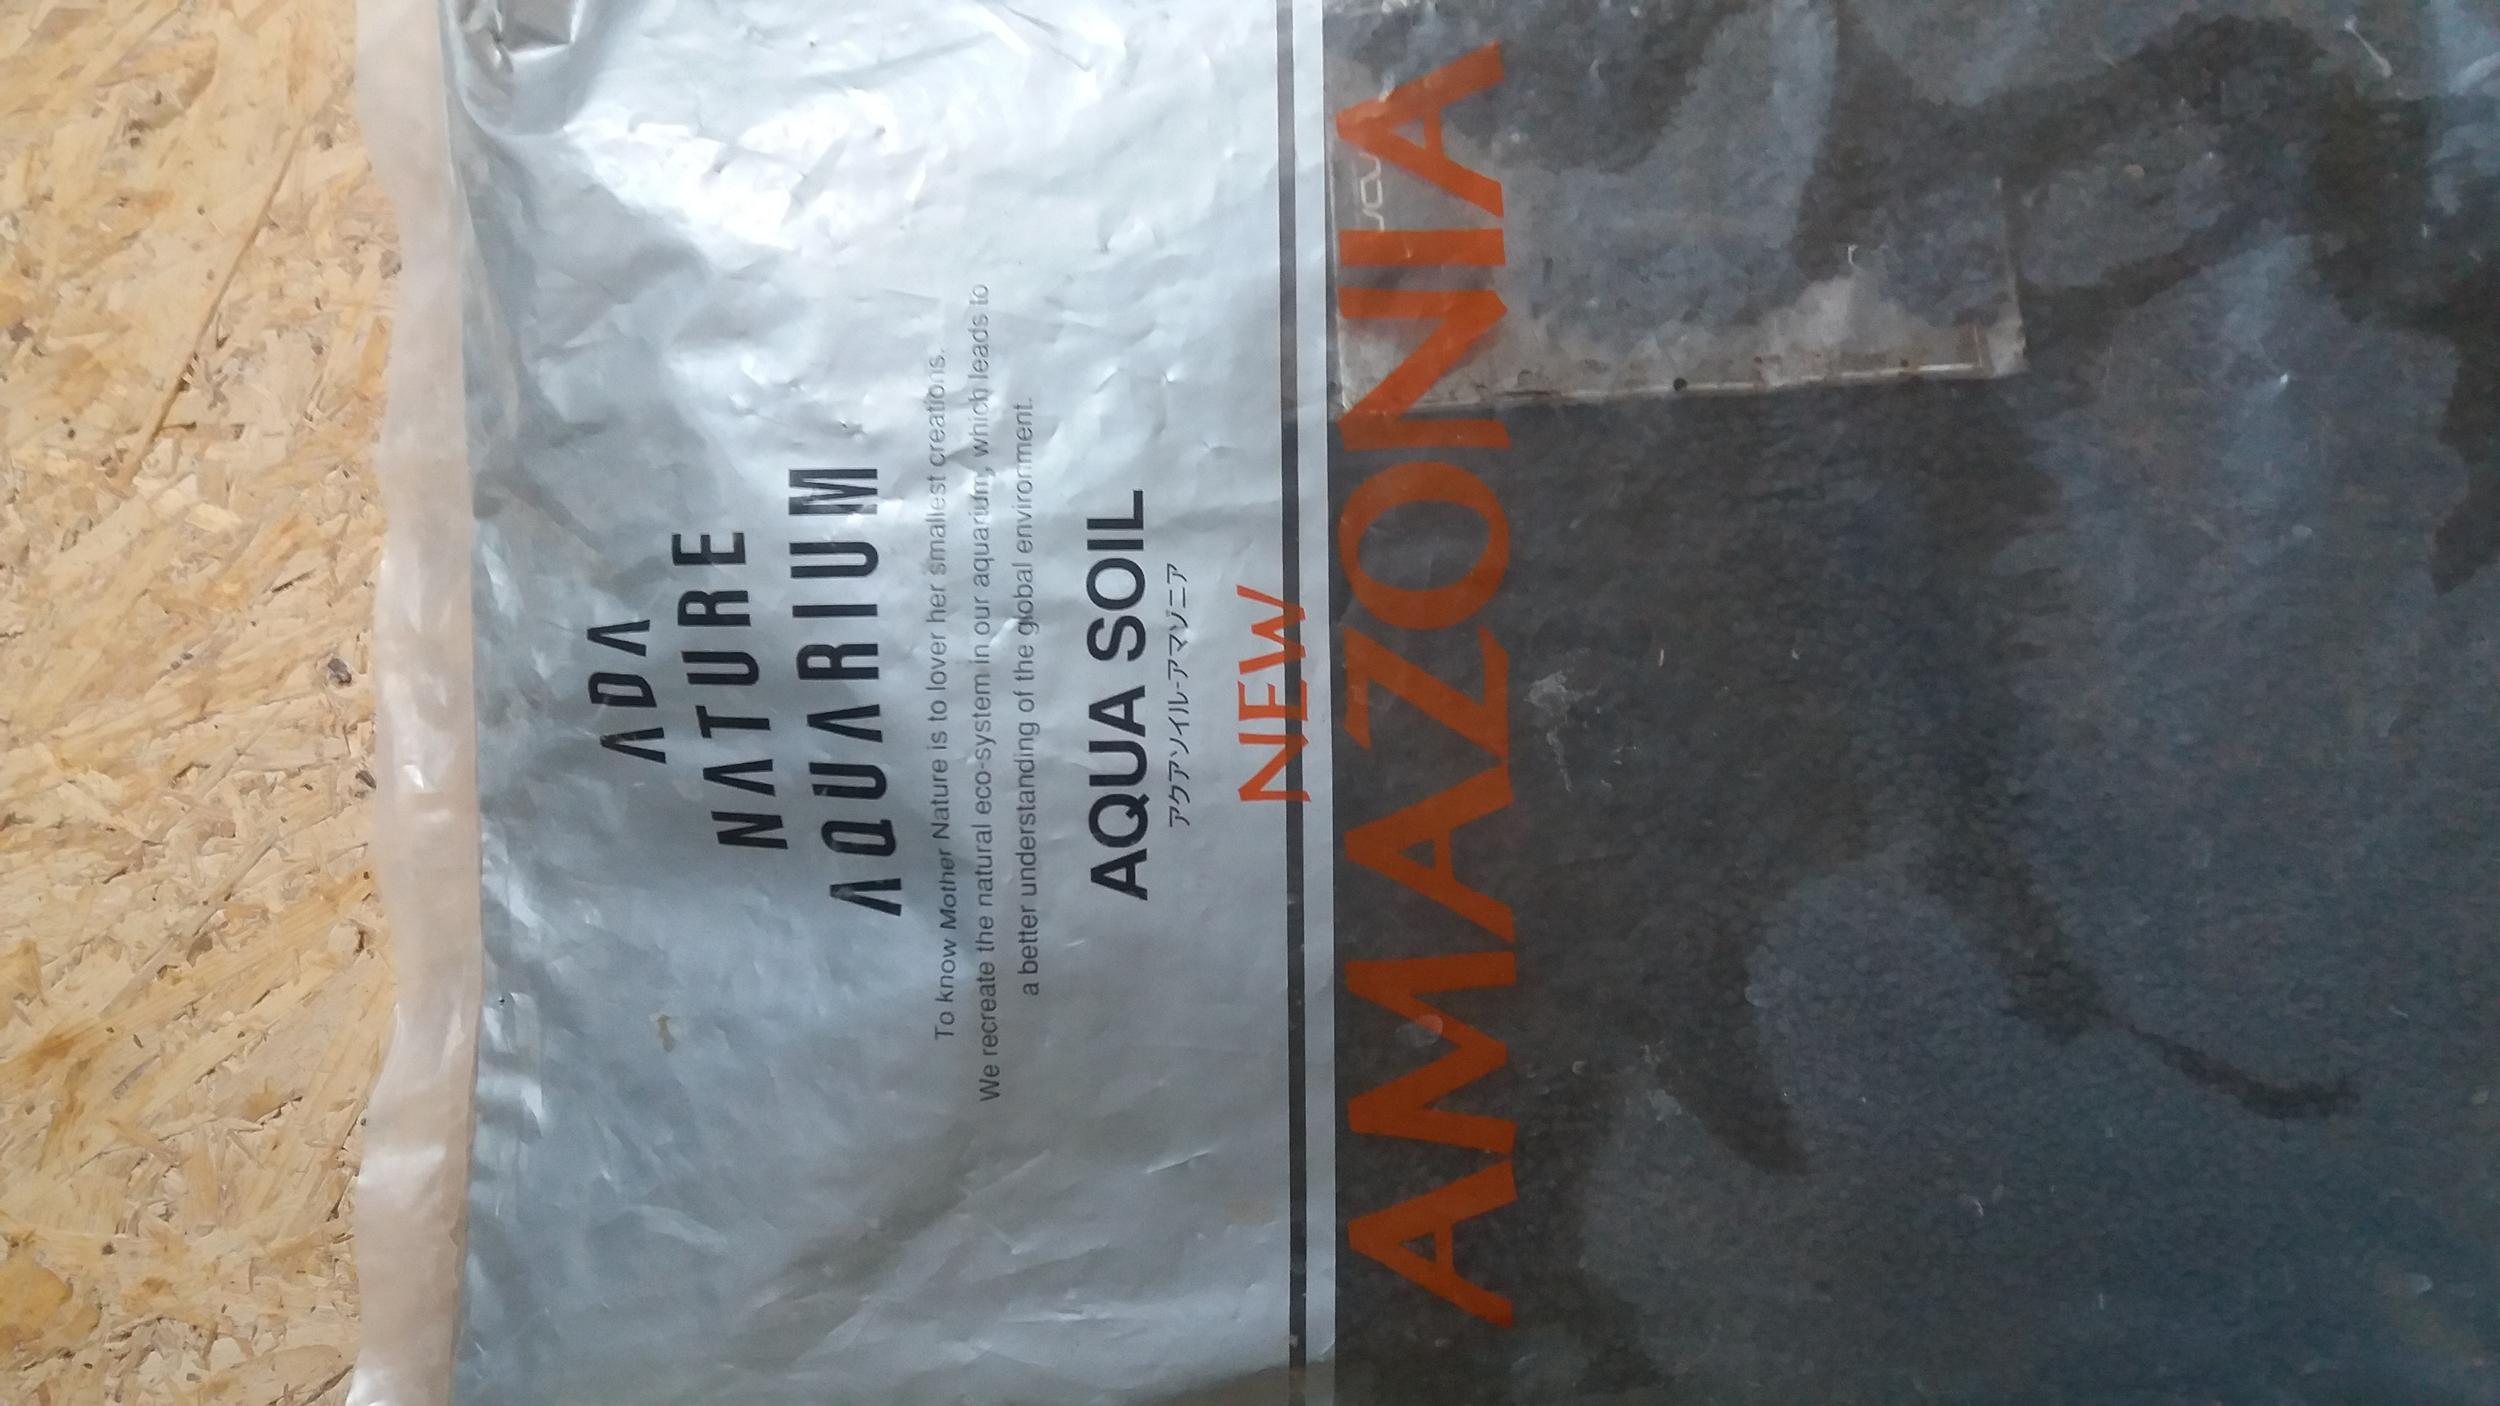 ADA
NATURE
AQUARIUM
To know Mother Nature is to lover her smallest creations.
We recreate the natural eco-system in our aquarium, which leads to
a better understanding of the global environment.
AQUA SOIL
アクアソイル-アマゾニア
NEW
AMAZONIA